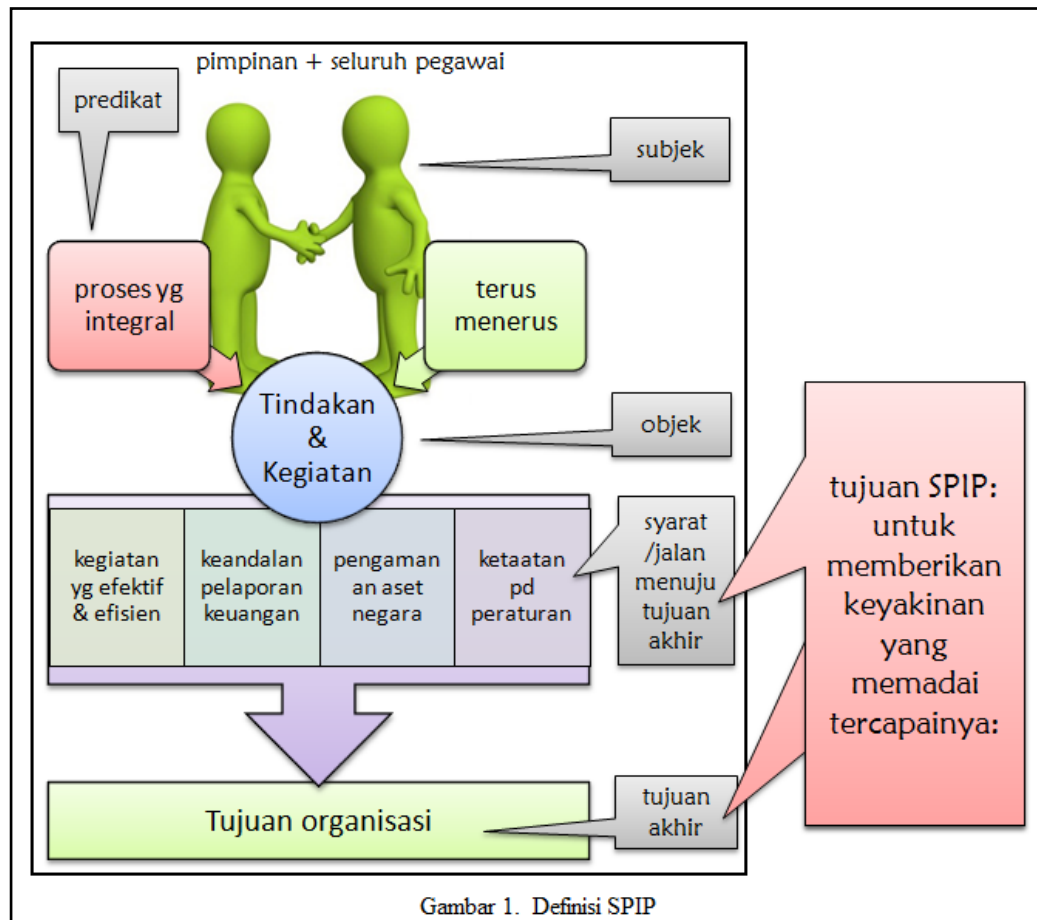 pimpinan + seluruh pegawai
predikat
subjek
proses yg
integral
terus
menerus
Tindakan
&
Kegiatan
objek
kegiatan
yg efektif
& efisien
keandalan
pelaporan
keuangan
pengaman
an aset
negara
ketaatan
pd
peraturan
syarat
/jalan
menuju
tujuan
akhir
tujuan SPIP:
untuk
memberikan
keyakinan
yang
memadai
tercapainya:
Tujuan organisasi
tujuan
akhir
Gambar 1. Definisi SPIP